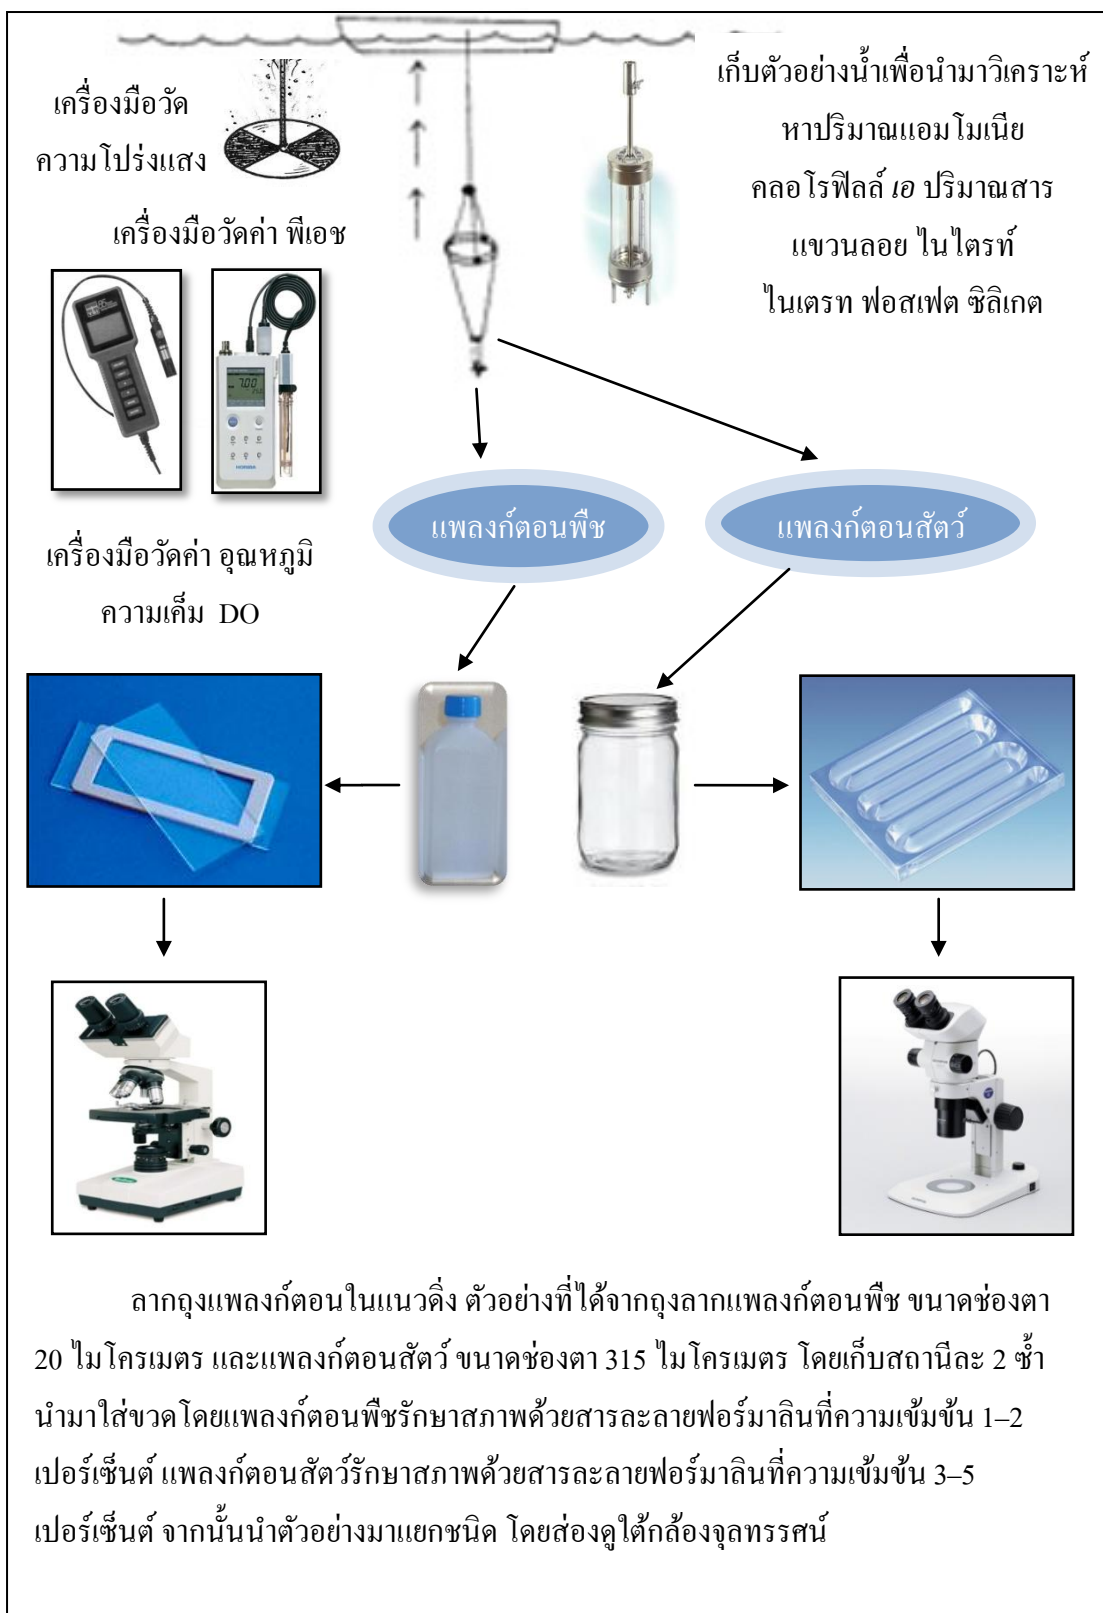 เครื่องมือวัด
ความโปร่งแสง
เก็บตัวอย่างน้ำเพื่อนำมาวิเคราะห์
หาปริมาณแอมโมเนีย
คลอโรฟิลล์ เอ ปริมาณสาร
แขวนลอย ไนไตรท์
ไนเตรท ฟอสเฟต ซิลิเกต
เครื่องมือวัดค่า พีเอช
7.00
HORIBA
แพลงก์ตอนพืช
แพลงก์ตอนสัตว์
เครื่องมือวัดค่า อุณหภูมิ
ความเค็ม DO
ลากถุงแพลงก์ตอนในแนวดิ่ง ตัวอย่างที่ได้จากถุงลากแพลงก์ตอนพืช ขนาดช่องตา
20 ไมโครเมตร และแพลงก์ตอนสัตว์ ขนาดช่องตา 315 ไมโครเมตร โดยเก็บสถานีละ 2 ซ้ำ
นำมาใส่ขวดโดยแพลงก์ตอนพืชรักษาสภาพด้วยสารละลายฟอร์มาลินที่ความเข้มข้น 1–2
เปอร์เซ็นต์ แพลงก์ตอนสัตว์รักษาสภาพด้วยสารละลายฟอร์มาลินที่ความเข้มข้น 3–5
เปอร์เซ็นต์ จากนั้นนำตัวอย่างมาแยกชนิด โดยส่องดูใต้กล้องจุลทรรศน์